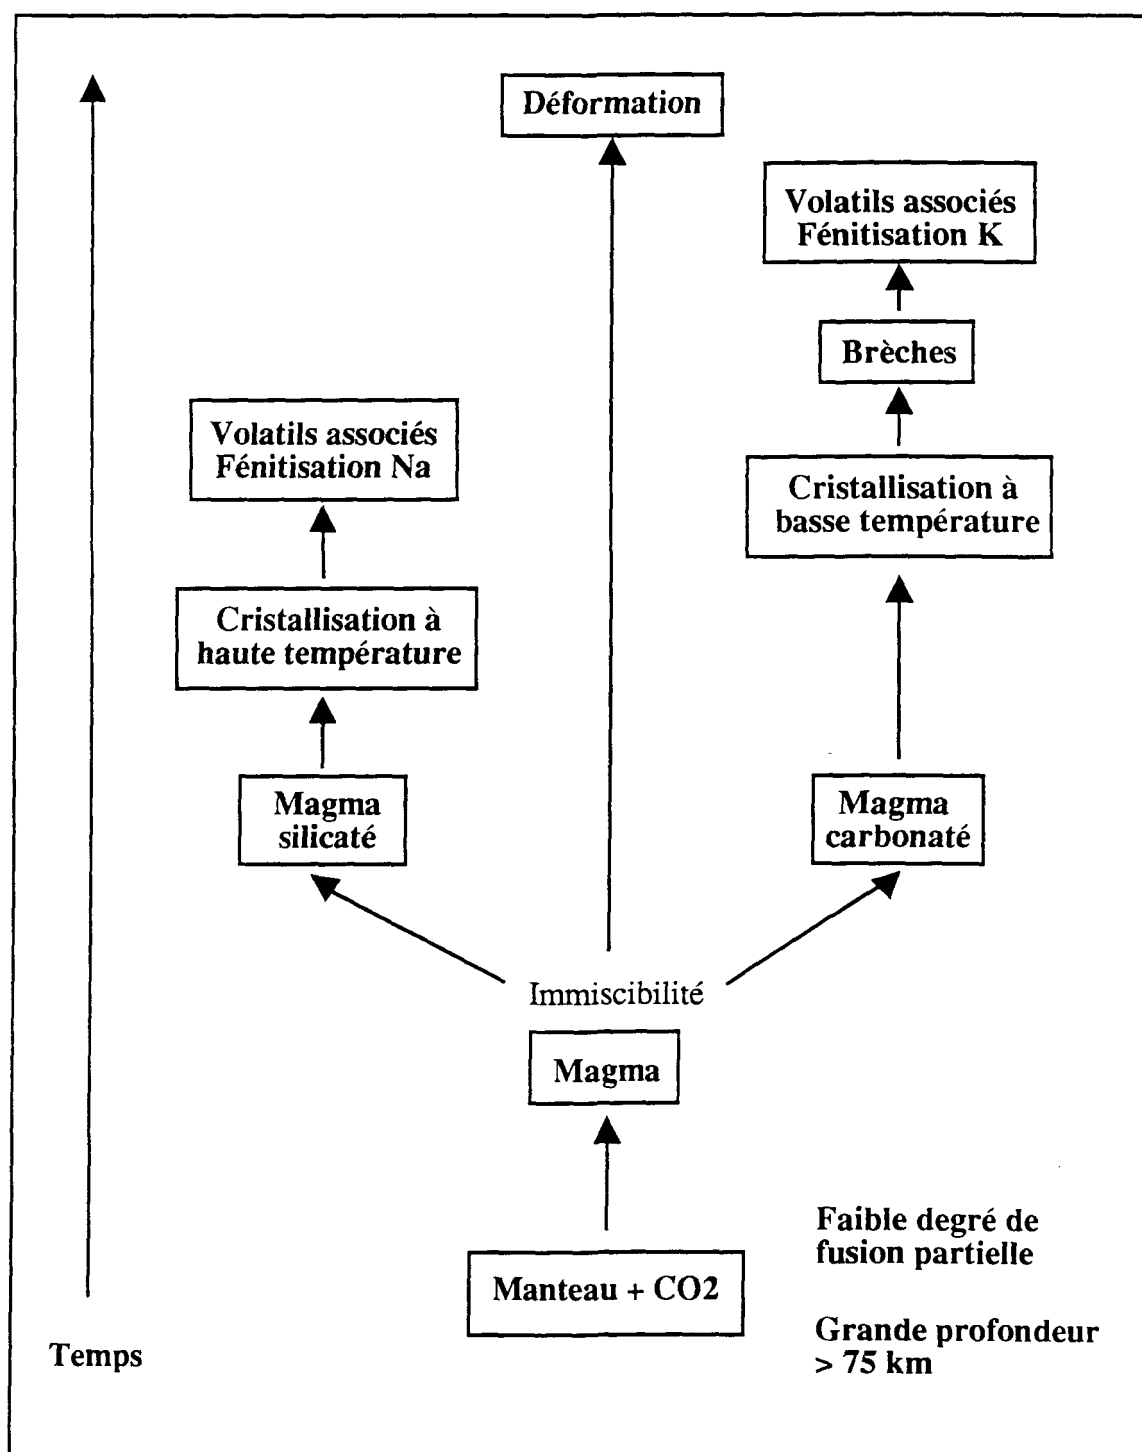 Déformation
Volatils associés
Fénitisation K
Brèches
Volatils associés
Fénitisation Na
Cristallisation à
basse température
Cristallisation à
haute température
Magma
silicaté
Magma
carbonaté
Immiscibilité
Magma
Manteau + CO2
Faible degré de
fusion partielle
Grande profondeur
> 75 km
Temps